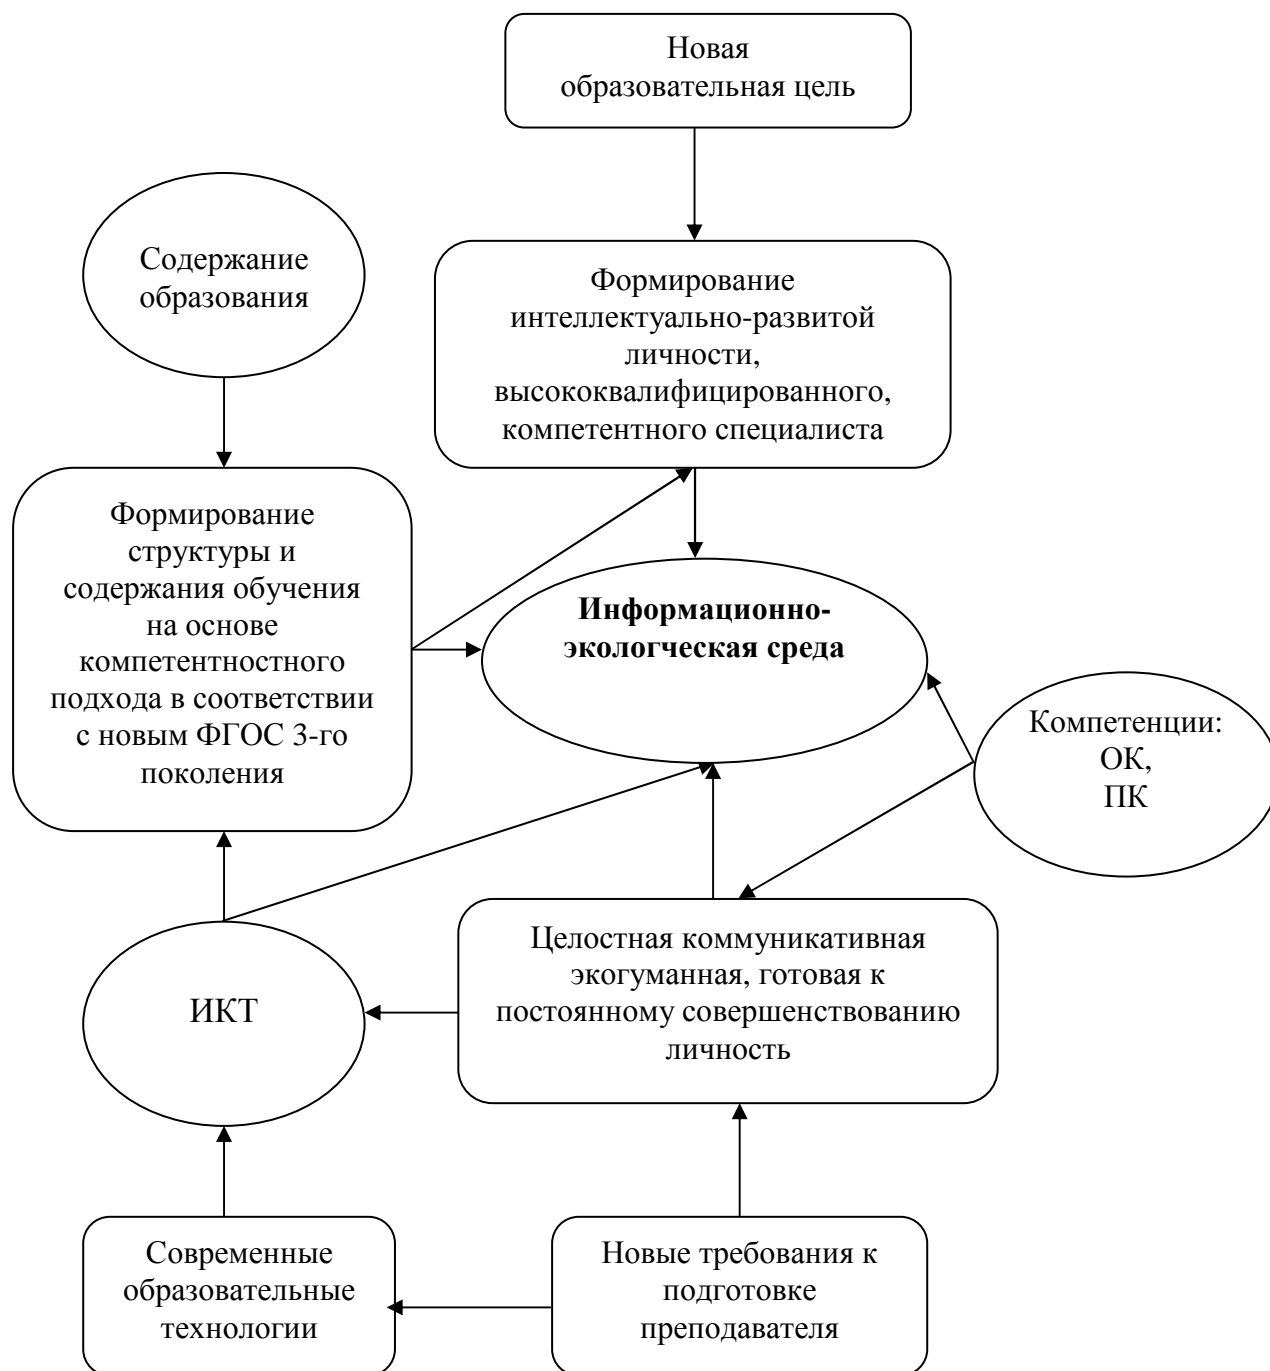 Новая
образовательная цель
Содержание
образования
Формирование
интеллектуально-развитой
личности,
высококвалифицированного,
компетентного специалиста
Формирование
структуры и
содержания обучения
на основе
компетентностного
подхода в соответствии
с новым ФГОС 3-го
поколения
Информационно-
экологческая среда
Компетенции:
ОК,
ПК
ИКТ
Целостная коммуникативная
экогуманная, готовая к
постоянному совершенствованию
личность
Современные
образовательные
технологии
Новые требования к
подготовке
преподавателя